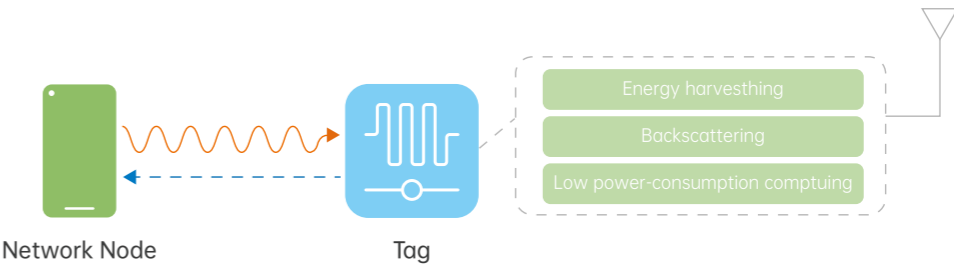 Energy harvesthing
Backscattering
Low power-consumption comptuing
Network Node
Tag